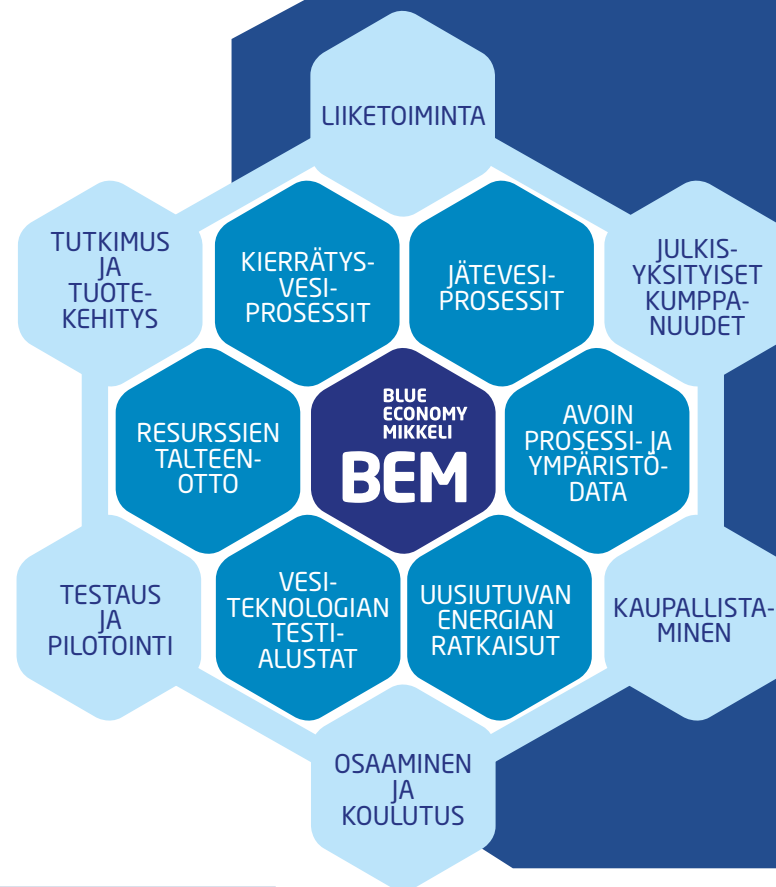 LIIKETOIMINTA
TUTKIMUS
JA
TUOTE-
KEHITYS
KIERRÄTYS-
VESI-
PROSESSIT
JÄTEVESI-
PROSESSIT
JULKIS-
YKSITYISET
KUMPPA-
NUUDET
RESURSSIEN
TALTEEN-
OTTO
BLUE
ECONOMY
MIKKELI
BEM
AVOIN
PROSESSI- JA
YMPÄRISTÖ-
DATA
TESTAUS
JA
PILOTOINTI
VESI-
TEKNOLOGIAN
TESTI-
ALUSTAT
UUSIUTUVAN
ENERGIAN
RATKAISUT
KAUPALLISTA-
MINEN
OSAAMINEN
JA
KOULUTUS